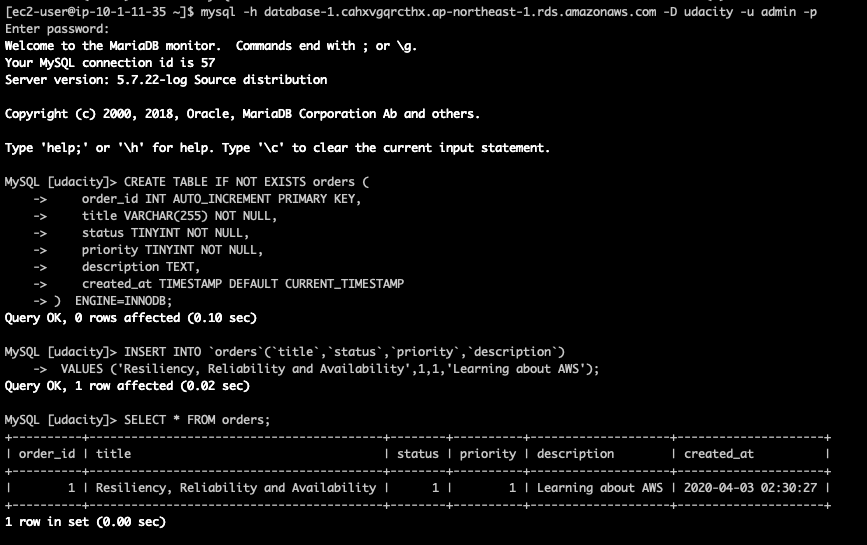 [ec2-user@ip-10-1-11-35 ~]$ mysql -h database-1.cahxvgqrcthx.ap-northeast-1.rds.amazonaws.com -D udacity -u admin -p
Enter password:
Welcome to the MariaDB monitor.  Commands end with ; or \g.
Your MySQL connection id is 57
Server version: 5.7.22-log Source distribution

Copyright (c) 2000, 2018, Oracle, MariaDB Corporation Ab and others.

Type 'help;' or '\h' for help. Type '\c' to clear the current input statement.

MySQL [udacity]> CREATE TABLE IF NOT EXISTS orders (
    ->     order_id INT AUTO_INCREMENT PRIMARY KEY,
    ->     title VARCHAR(255) NOT NULL,
    ->     status TINYINT NOT NULL,
    ->     priority TINYINT NOT NULL,
    ->     description TEXT,
    ->     created_at TIMESTAMP DEFAULT CURRENT_TIMESTAMP
    -> )  ENGINE=INNODB;
Query OK, 0 rows affected (0.10 sec)

MySQL [udacity]> INSERT INTO `orders`(`title`,`status`,`priority`,`description`)
    ->  VALUES ('Resiliency, Reliability and Availability',1,1,'Learning about AWS');
Query OK, 1 row affected (0.02 sec)

MySQL [udacity]> SELECT * FROM orders;
+----------+------------------------------------------+--------+----------+--------------------+---------------------+
| order_id | title                                    | status | priority | description        | created_at          |
+----------+------------------------------------------+--------+----------+--------------------+---------------------+
|        1 | Resiliency, Reliability and Availability |      1 |        1 | Learning about AWS | 2020-04-03 02:30:27 |
+----------+------------------------------------------+--------+----------+--------------------+---------------------+
1 row in set (0.00 sec)